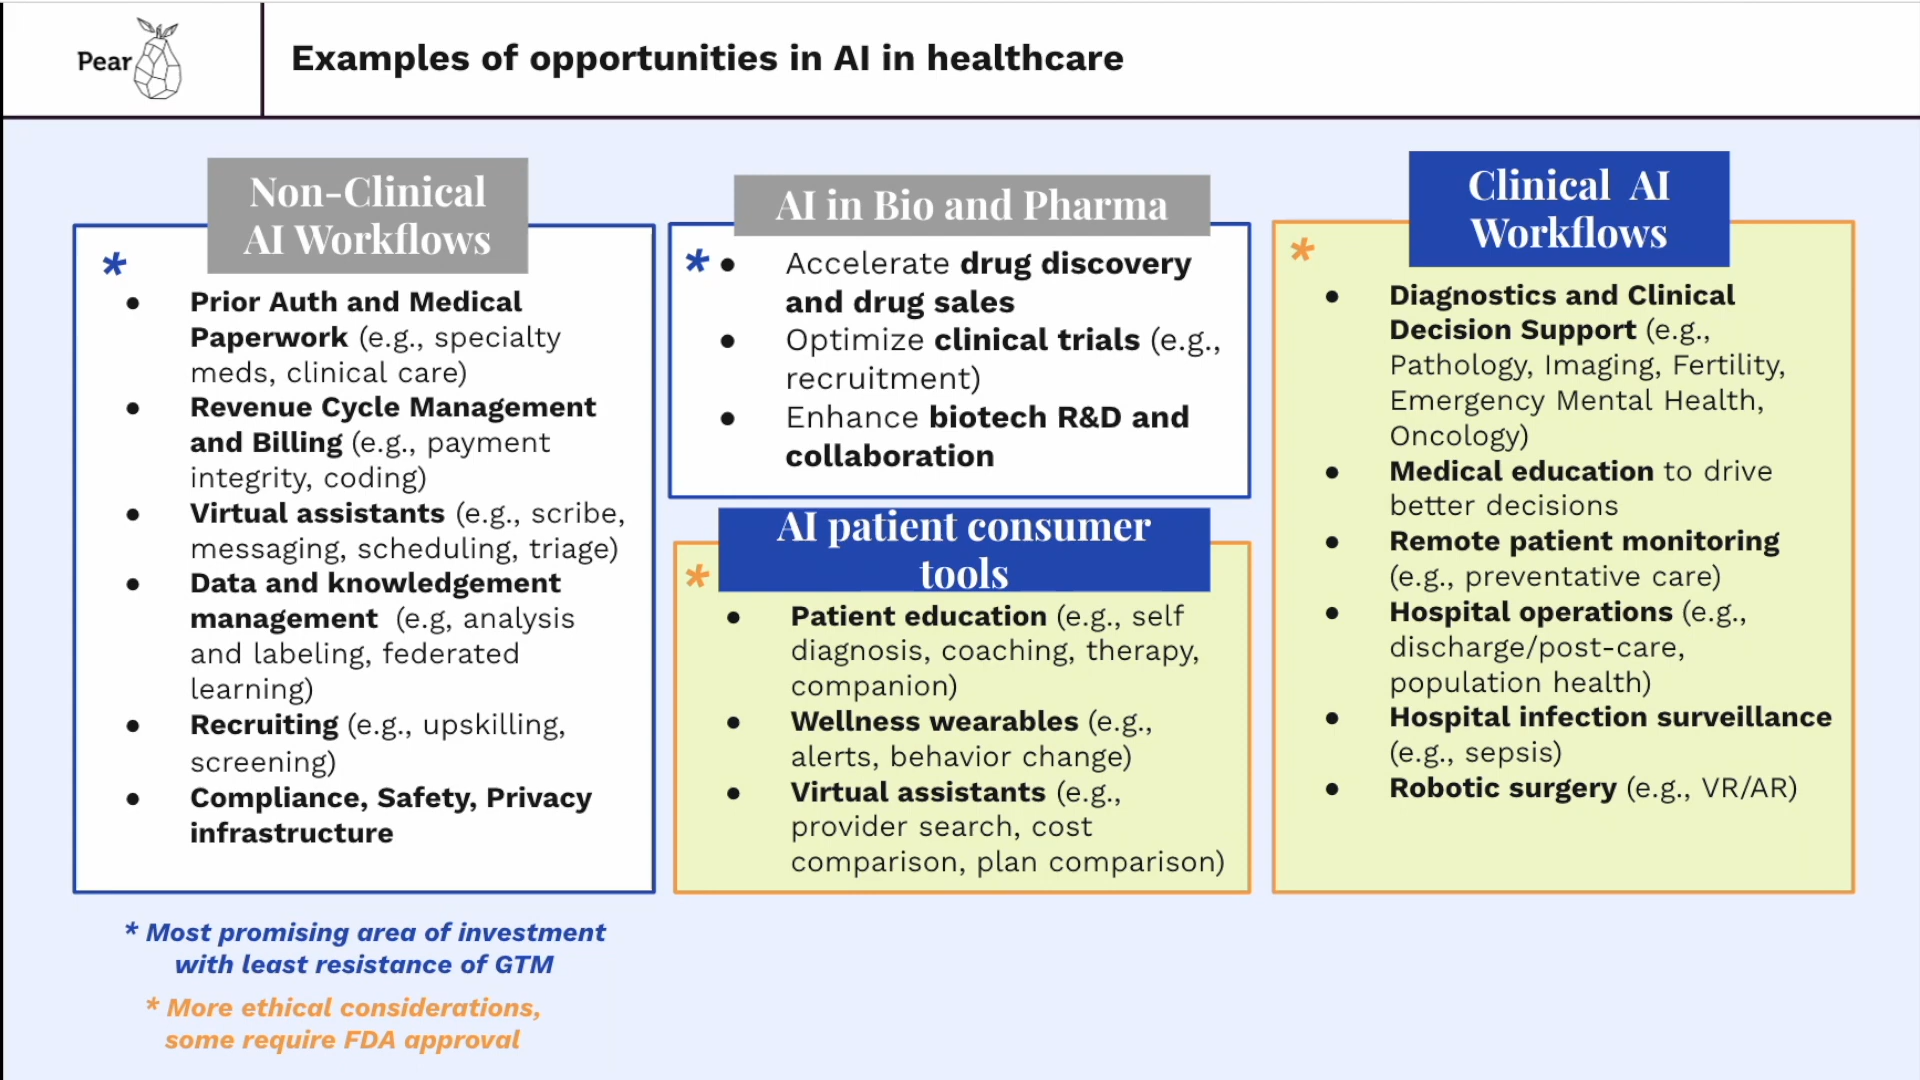 Pear
Examples of opportunities in AI in healthcare
Non-Clinical
AI Workflows
*
● Prior Auth and Medical
Paperwork (e.g., specialty
meds, clinical care)
● Revenue Cycle Management
and Billing (e.g., payment
integrity, coding)
● Virtual assistants (e.g., scribe,
messaging, scheduling, triage)
● Data and knowledgement
management (e.g, analysis
and labeling, federated
learning)
● Recruiting (e.g., upskilling,
screening)
● Compliance, Safety, Privacy
infrastructure
AI in Bio and Pharma
*
● Accelerate drug discovery
and drug sales
● Optimize clinical trials (e.g.,
recruitment)
● Enhance biotech R&D and
collaboration
AI patient consumer
tools
*
● Patient education (e.g., self
diagnosis, coaching, therapy,
companion)
● Wellness wearables (e.g.,
alerts, behavior change)
● Virtual assistants (e.g.,
provider search, cost
comparison, plan comparison)
Clinical AI
Workflows
*
● Diagnostics and Clinical
Decision Support (e.g.,
Pathology, Imaging, Fertility,
Emergency Mental Health,
Oncology)
● Medical education to drive
better decisions
● Remote patient monitoring
(e.g., preventative care)
● Hospital operations (e.g.,
discharge/post-care,
population health)
● Hospital infection surveillance
(e.g., sepsis)
● Robotic surgery (e.g., VR/AR)
* Most promising area of investment
with least resistance of GTM
* More ethical considerations,
some require FDA approval